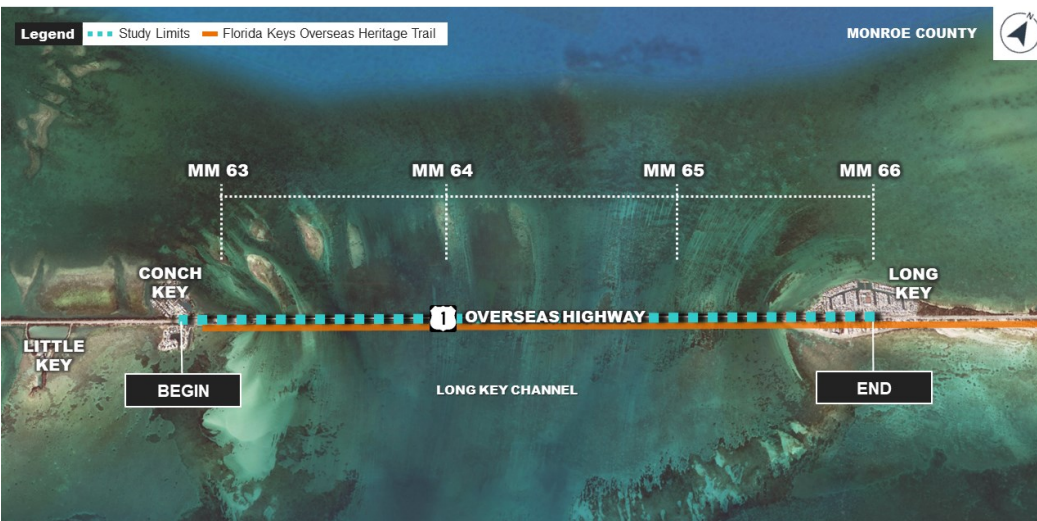 Legend Study Limits Florida Keys Overseas Heritage Trail
MONROE COUNTY
N
MM 63 MM 64 MM 65 MM 66
CONCH
KEY
LONG
KEY
1 OVERSEAS HIGHWAY
LITTLE
KEY
BEGIN
LONG KEY CHANNEL
END